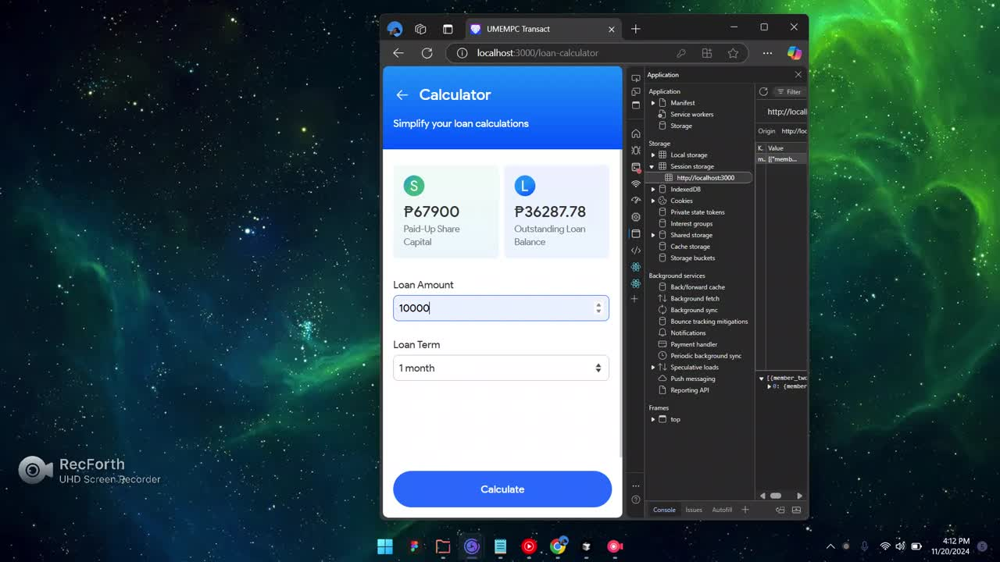 UMEMPC Transact
localhost:3000/loan-calculator
Calculator
Simplify your loan calculations
S
₱67900
Paid-Up Share
Capital
L
₱36287.78
Outstanding Loan
Balance
Loan Amount
10000
Loan Term
1 month
Calculate
Application
Application
Manifest
Service workers
Storage
Storage
Local storage
Session storage
http://localhost:3000
IndexedDB
Cookies
Private state tokens
Interest groups
Shared storage
Cache storage
Storage buckets
Background services
Back/forward cache
Background fetch
Background sync
Bounce tracking mitigations
Notifications
Payment handler
Periodic background sync
Speculative loads
Push messaging
Reporting API
Frames
top
Filter
http://locall
Origin http://loc
K. Value
m. [{"memb...
[{member_two
0: {member
Console Issues Autofill
RecForth
UHD Screen Recorder
4:12 PM
11/20/2024